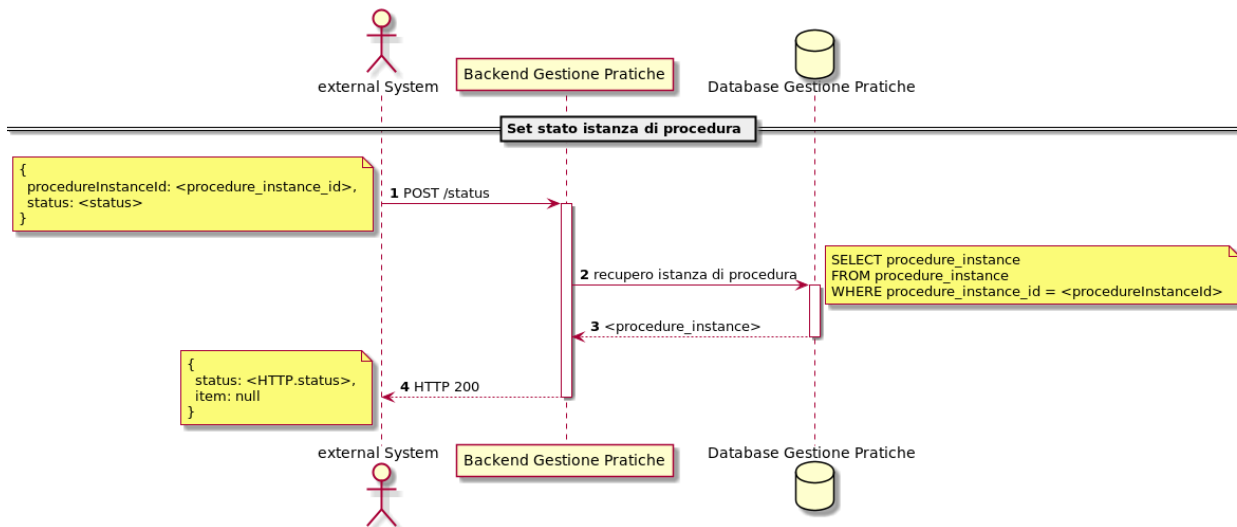 external System
Backend Gestione Pratiche
Database Gestione Pratiche
Set stato istanza di procedura
{
procedureInstanceId: <procedure_instance_id>,
status: <status>
}
1 POST /status
2 recupero istanza di procedura
SELECT procedure_instance
FROM procedure_instance
WHERE procedure_instance_id = <procedureInstanceId>
3 <procedure_instance>
{
status: <HTTP.status>,
item: null
}
4 HTTP 200
external System
Backend Gestione Pratiche
Database Gestione Pratiche